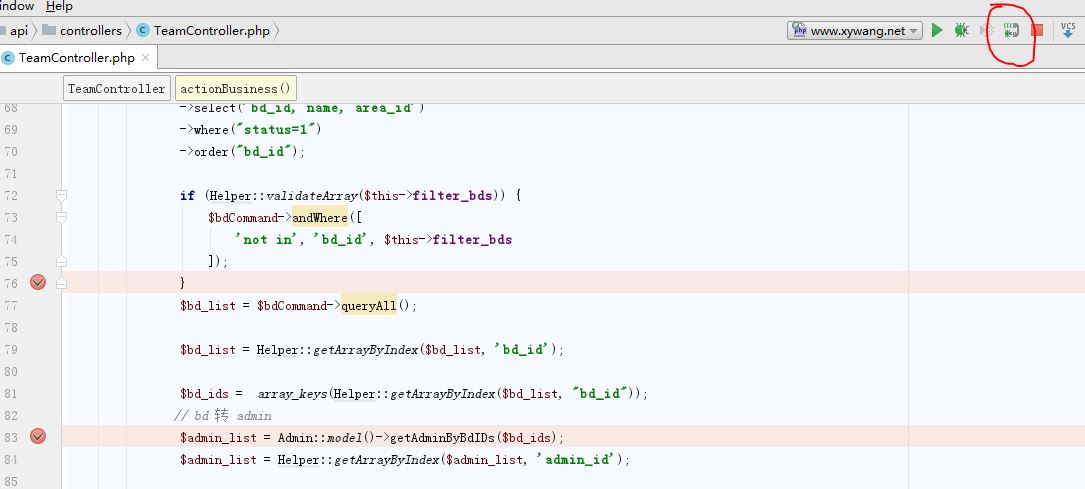 indow Help
api controllers TeamController.php www.xywang.net VCS
TeamController.php
TeamController actionBusiness()
68 ->select('bd_id, name, area_id')
69 ->where("status=1")
70 ->order("bd_id");
71
72 if (Helper::validateArray($this->filter_bds)) {
73 $bdCommand->andWhere([
74 'not in', 'bd_id', $this->filter_bds
75 ]);
76 }
77 $bd_list = $bdCommand->queryAll();
78
79 $bd_list = Helper::getArrayByIndex($bd_list, 'bd_id');
80
81 $bd_ids = array_keys(Helper::getArrayByIndex($bd_list, "bd_id"));
82 // bd 转 admin
83 $admin_list = Admin::model()->getAdminByBdIDs($bd_ids);
84 $admin_list = Helper::getArrayByIndex($admin_list, 'admin_id');
85